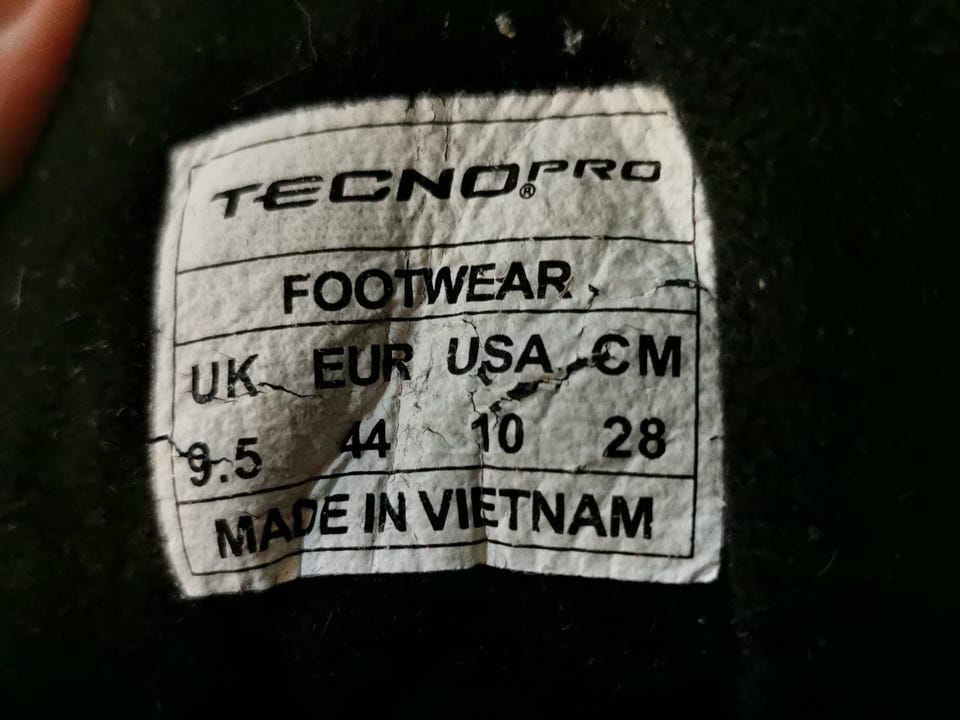 TECNOPRO®
FOOTWEAR
UK EUR USA CM
9.5 44 10 28
MADE IN VIETNAM